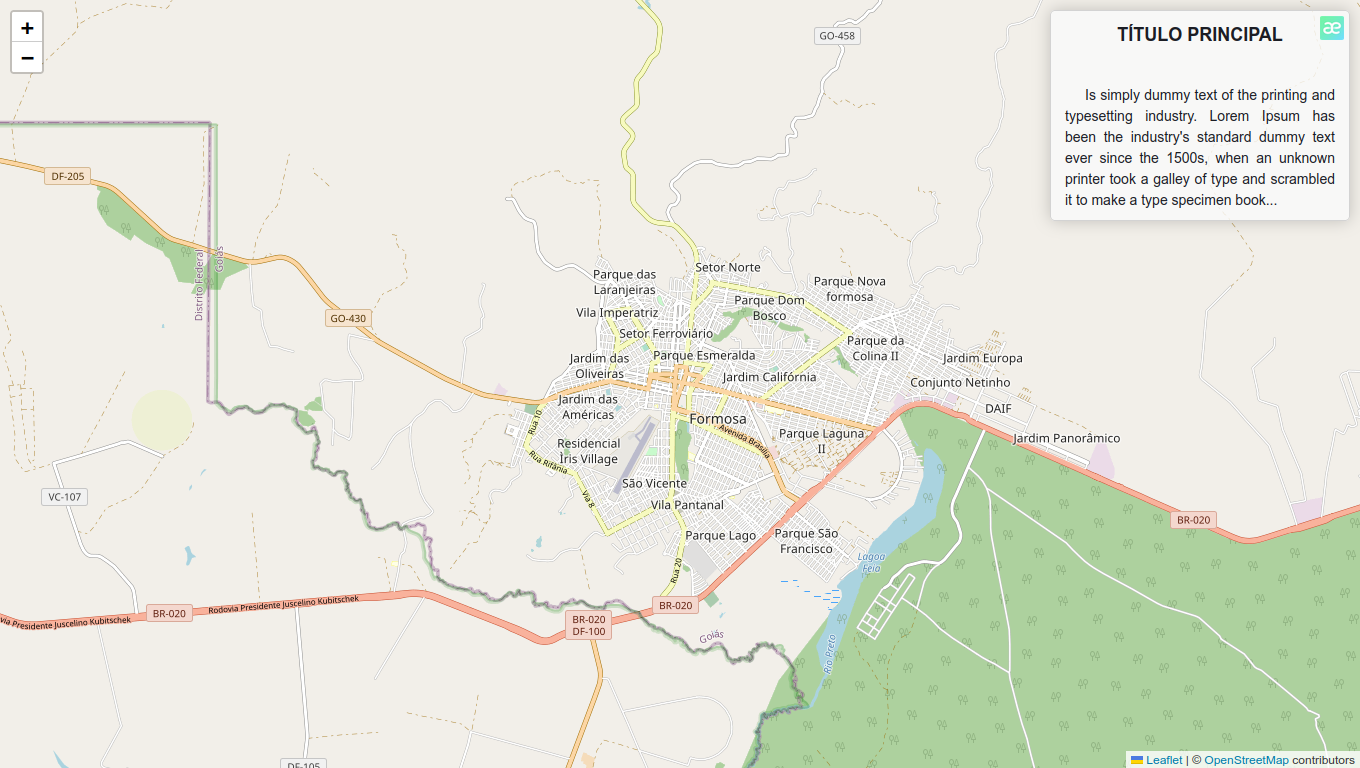 +
−
GO-458
TÍTULO PRINCIPAL
æ
Is simply dummy text of the printing and
typesetting industry. Lorem Ipsum has
been the industry's standard dummy text
ever since the 1500s, when an unknown
printer took a galley of type and scrambled
it to make a type specimen book...
DF-205
Distrito Federal
Goiás
GO-430
Setor Norte
Parque das
Laranjeiras
Parque Nova
formosa
Parque Dom
Bosco
Vila Imperatriz
Setor Ferroviário
Parque da
Colina II
Parque Esmeralda
Jardim das
Oliveiras
Jardim Europa
Jardim Califórnia
Conjunto Netinho
Jardim das
Américas
DAIF
Formosa
Rua 10
Avenida Brasília
Parque Laguna
II
Jardim Panorâmico
Residencial
Íris Village
Rua Rifânia
São Vicente
Via 8
VC-107
Vila Pantanal
BR-020
Parque Lago
Parque São
Francisco
Lagoa
Feia
Rua 20
BR-020
Rodovia Presidente Juscelino Kubitschek
BR-020
via Presidente Juscelino Kubitschek
BR-020
DF-100
Goiás
Rio Preto
DF-105
Leaflet | © OpenStreetMap contributors